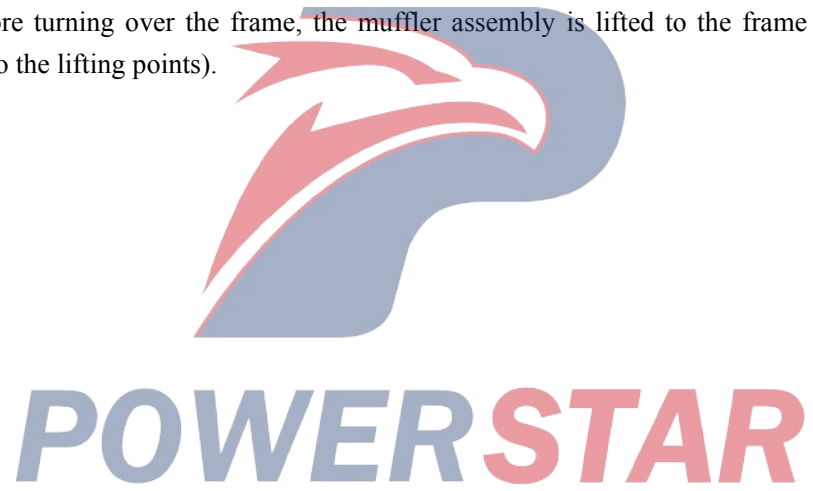 ore turning over the frame, the muffler assembly is lifted to the frame
o the lifting points).
POWERSTAR